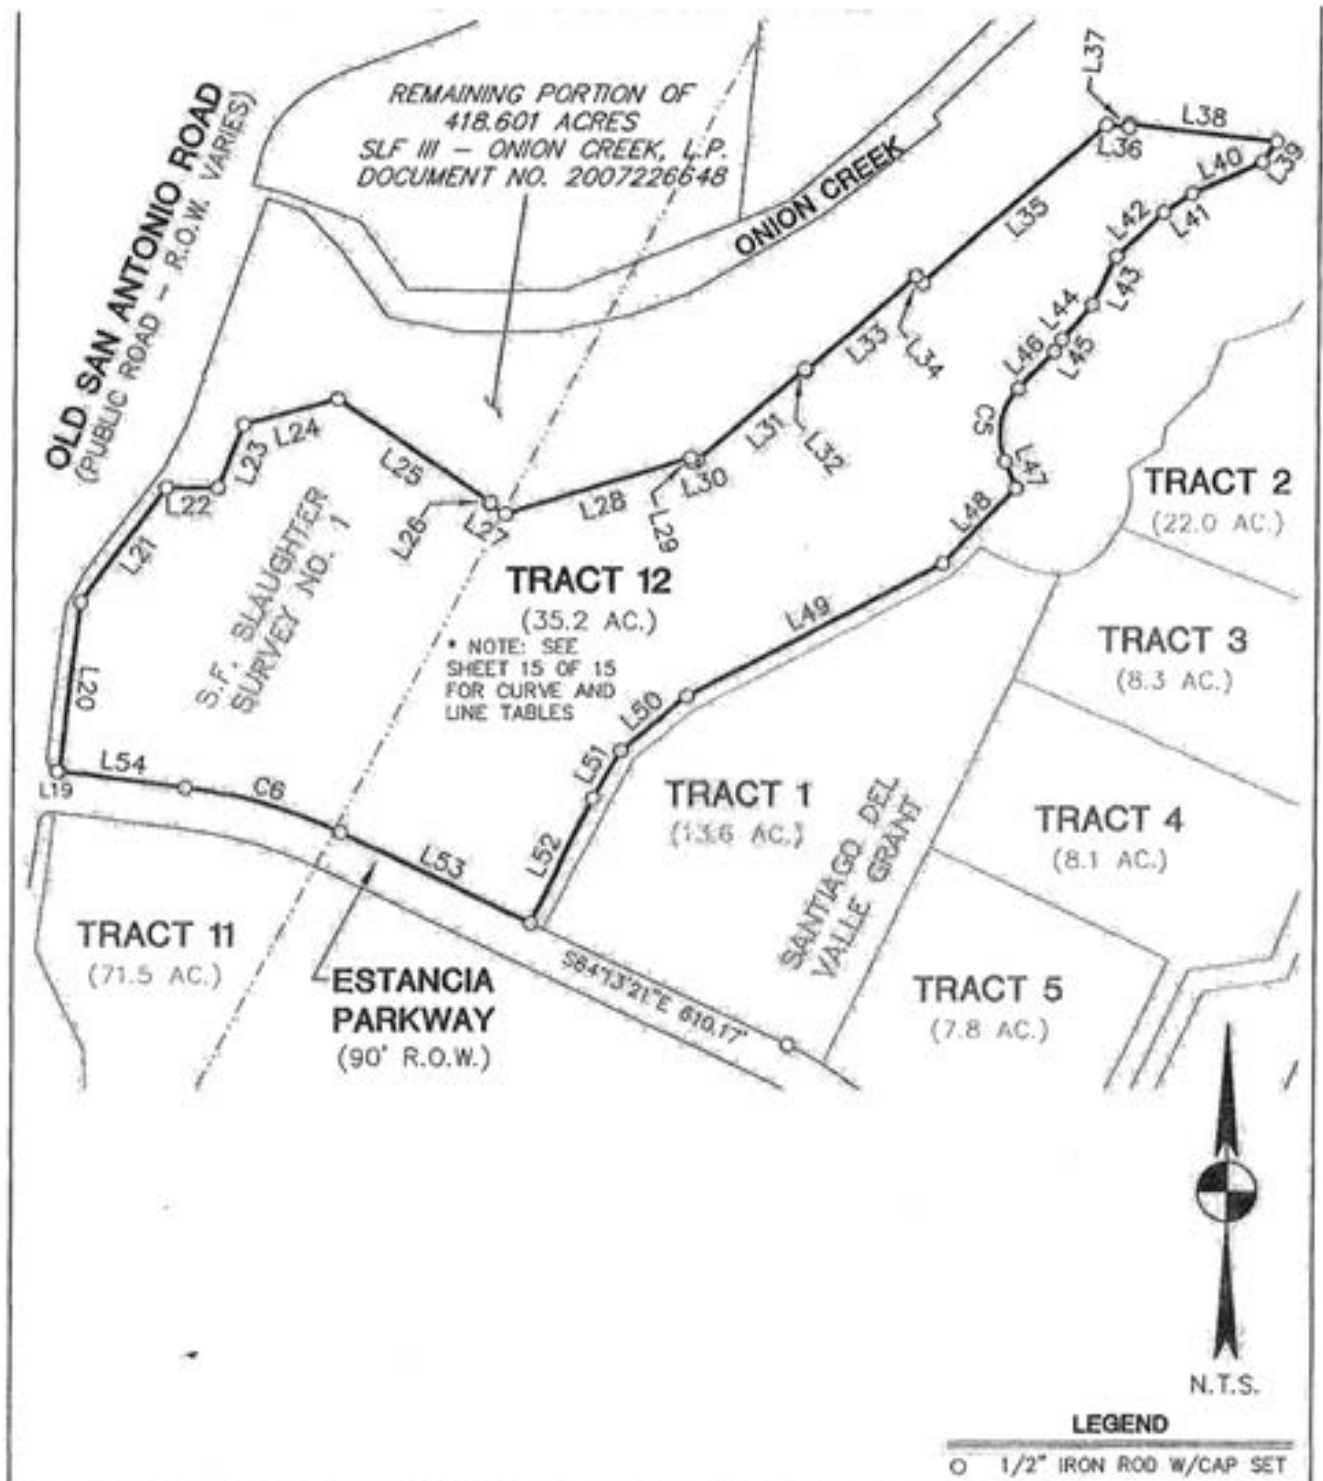 L37
L38
REMAINING PORTION OF
418.601 ACRES
SLF III – ONION CREEK, L.P.
DOCUMENT NO. 2007226648
OLD SAN ANTONIO ROAD
(PUBLIC ROAD – R.O.W. VARIES)
ONION CREEK
L36
L39
L40
L35
L41
L42
L43
L44
L45
L46
L33
L34
C5
L31
L32
L47
L24
L23
L25
L22
L28
L30
L29
L48
L26
L27
L21
TRACT 2
(22.0 AC.)
S.F. SLAUGHTER
SURVEY NO. 1
TRACT 12
(35.2 AC.)
* NOTE: SEE
SHEET 15 OF 15
FOR CURVE AND
LINE TABLES
L49
TRACT 3
(8.3 AC.)
L20
L50
L51
L54
L19
C6
TRACT 1
(13.6 AC.)
SANTIAGO DEL
VALLE GRANT
TRACT 4
(8.1 AC.)
L53
L52
TRACT 11
(71.5 AC.)
ESTANCIA
PARKWAY
(90' R.O.W.)
S64°13'21"E 610.17'
TRACT 5
(7.8 AC.)
N.T.S.
LEGEND
O 1/2" IRON ROD W/CAP SET